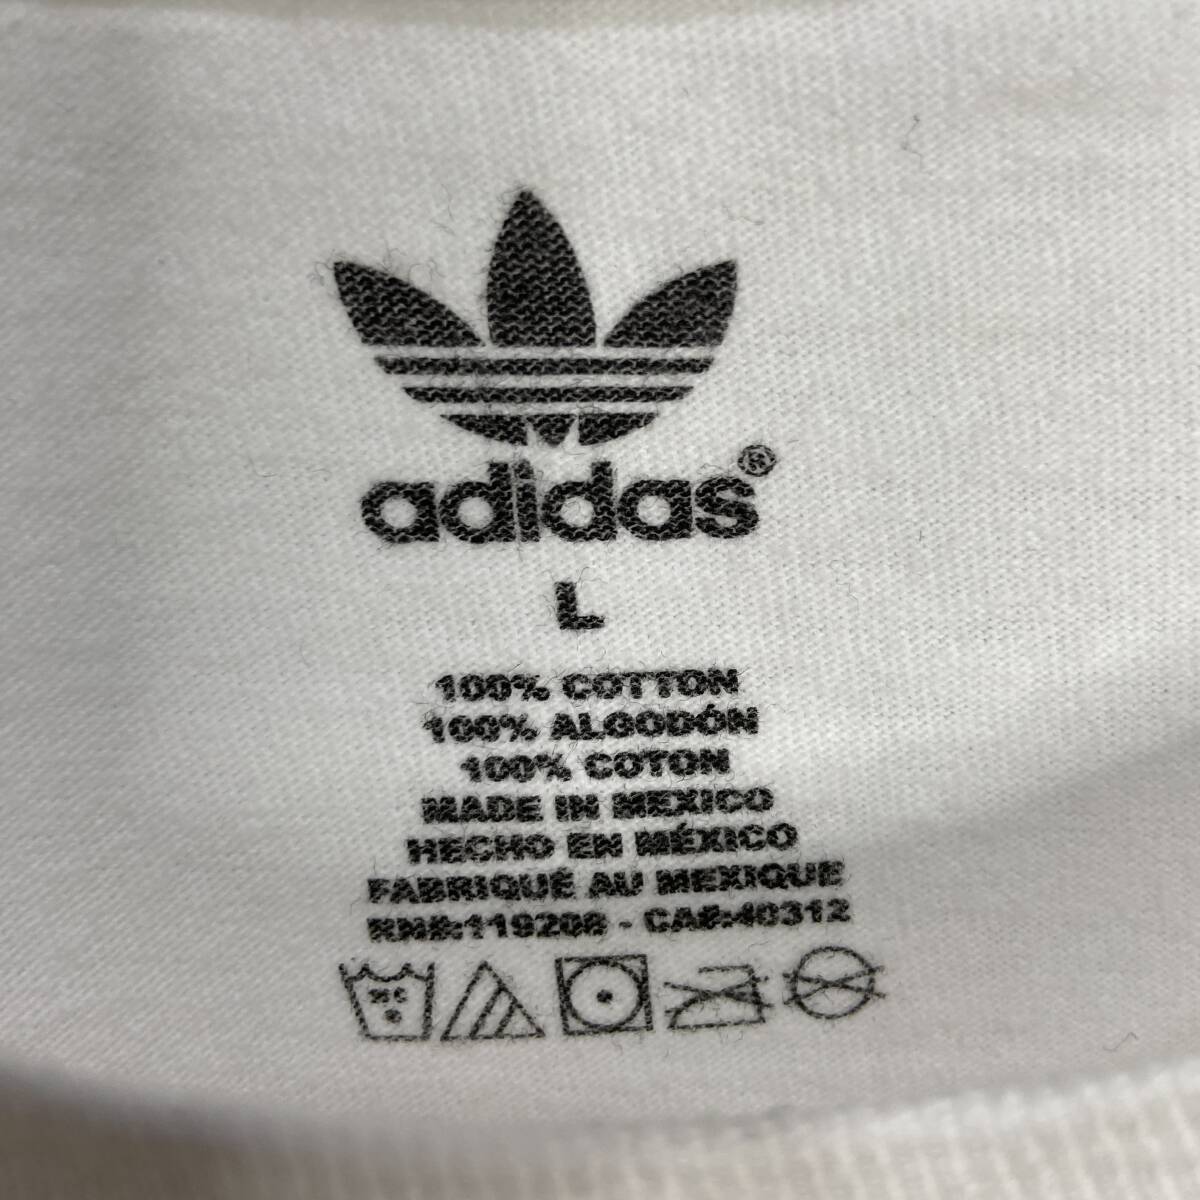 adidas®
L
100% COTTON
100% ALGODÓN
100% COTON
MADE IN MEXICO
HECHO EN MÉXICO
FABRIQUÉ AU MEXIQUE
RN#:119208 - CA#:40312